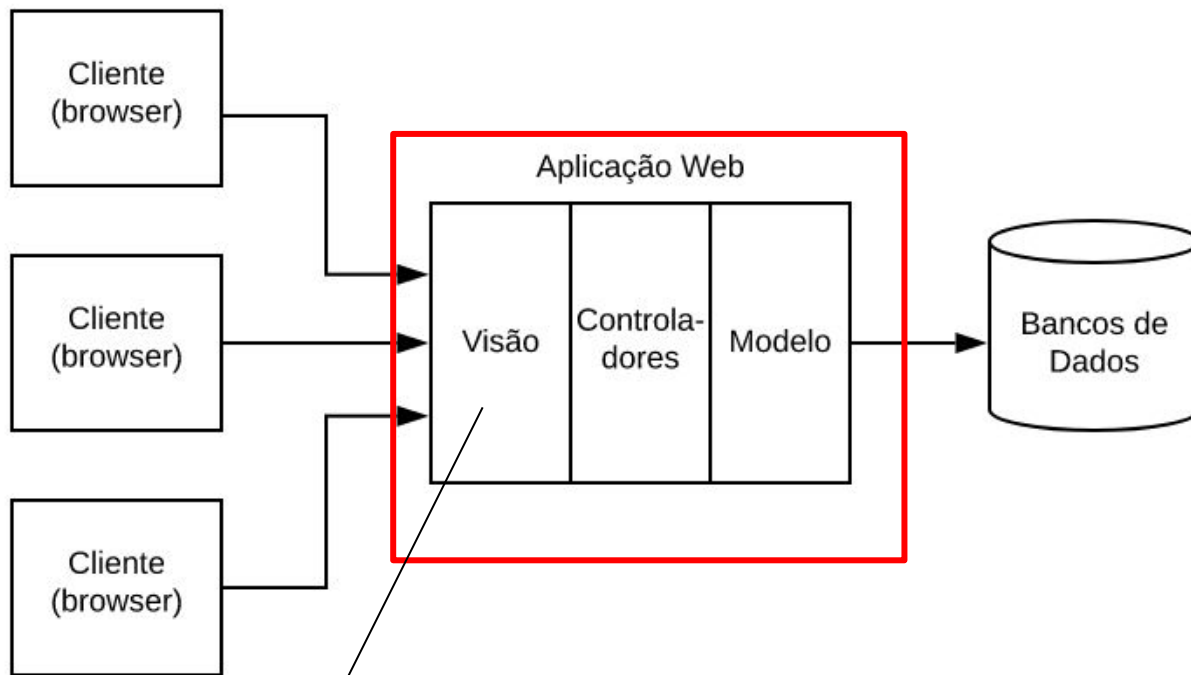 Cliente
(browser)
Cliente
(browser)
Cliente
(browser)
Aplicação Web
Visão
Controla-
dores
Modelo
Bancos de
Dados